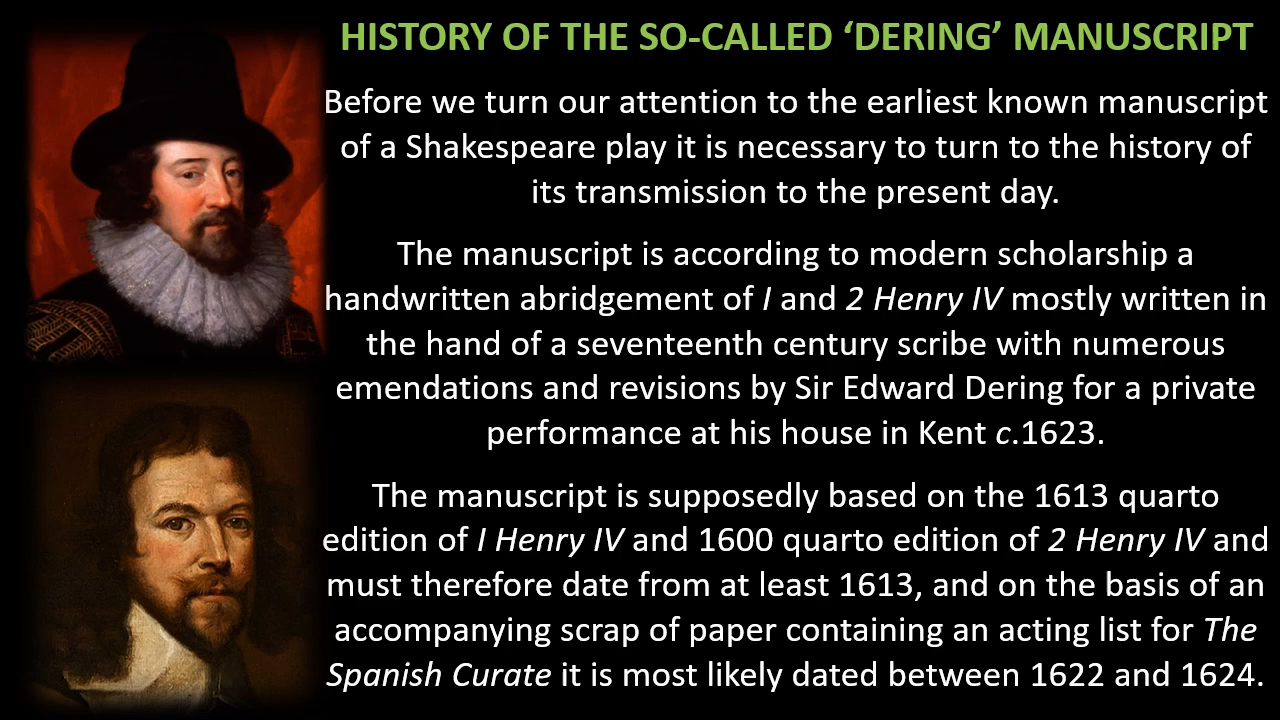 HISTORY OF THE SO-CALLED ‘DERING’ MANUSCRIPT
Before we turn our attention to the earliest known manuscript
of a Shakespeare play it is necessary to turn to the history of
its transmission to the present day.
The manuscript is according to modern scholarship a
handwritten abridgement of I and 2 Henry IV mostly written in
the hand of a seventeenth century scribe with numerous
emendations and revisions by Sir Edward Dering for a private
performance at his house in Kent c.1623.
The manuscript is supposedly based on the 1613 quarto
edition of I Henry IV and 1600 quarto edition of 2 Henry IV and
must therefore date from at least 1613, and on the basis of an
accompanying scrap of paper containing an acting list for The
Spanish Curate it is most likely dated between 1622 and 1624.